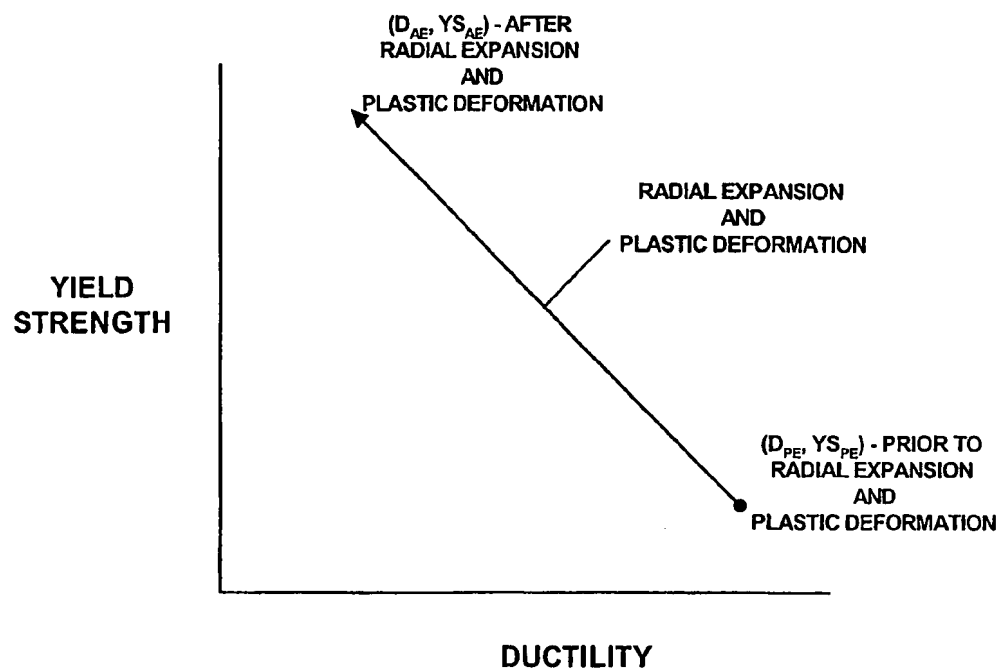 (D_AE, YS_AE) - AFTER
RADIAL EXPANSION
AND
PLASTIC DEFORMATION
RADIAL EXPANSION
AND
PLASTIC DEFORMATION
YIELD
STRENGTH
(D_PE, YS_PE) - PRIOR TO
RADIAL EXPANSION
AND
PLASTIC DEFORMATION
DUCTILITY